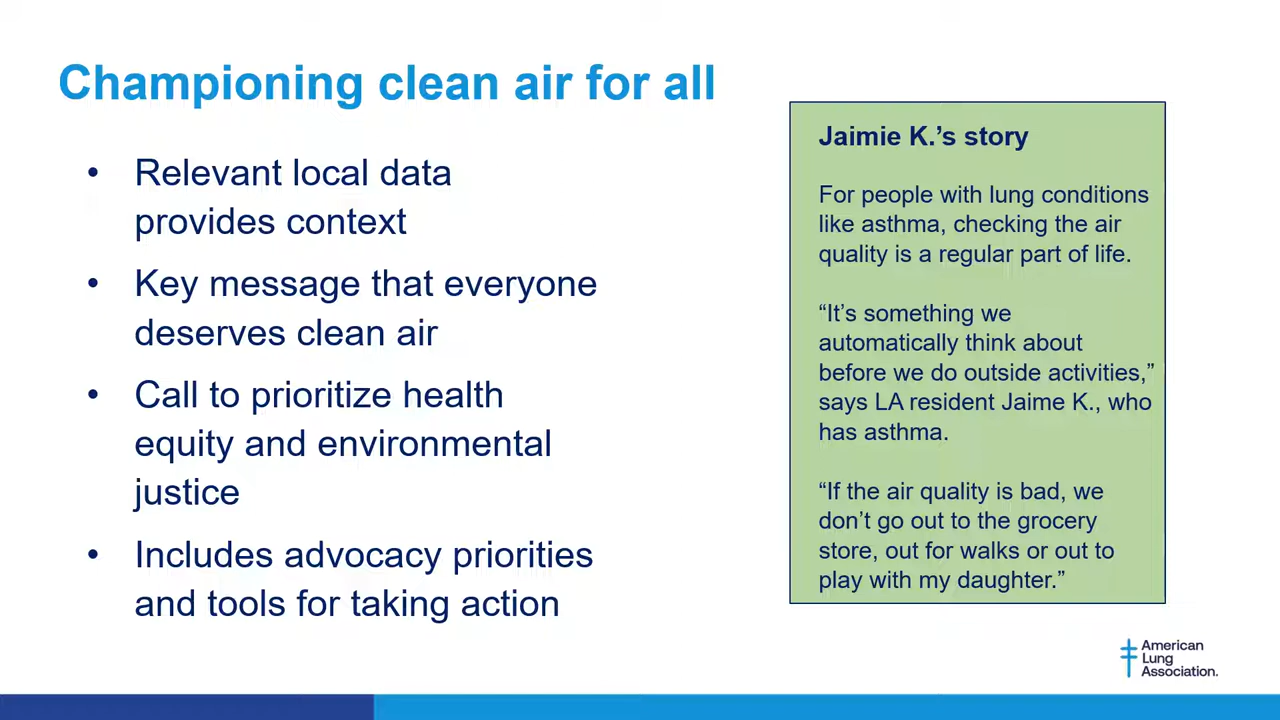 Championing clean air for all
• Relevant local data
provides context
• Key message that everyone
deserves clean air
• Call to prioritize health
equity and environmental
justice
• Includes advocacy priorities
and tools for taking action
Jaimie K.’s story
For people with lung conditions
like asthma, checking the air
quality is a regular part of life.
“It’s something we
automatically think about
before we do outside activities,”
says LA resident Jaime K., who
has asthma.
“If the air quality is bad, we
don’t go out to the grocery
store, out for walks or out to
play with my daughter.”
American
Lung
Association.